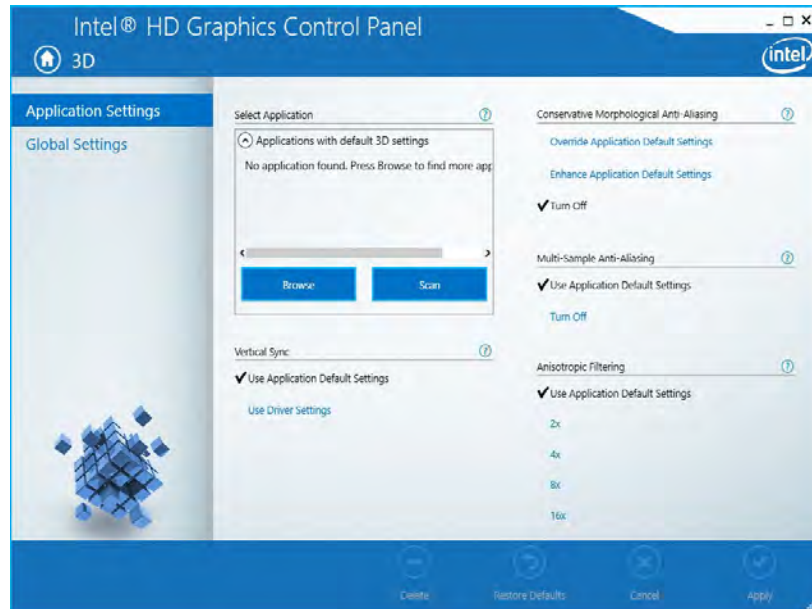 Intel® HD Graphics Control Panel
3D
intel
Application Settings
Global Settings
Select Application
Applications with default 3D settings
No application found. Press Browse to find more app
Browse
Scan
Vertical Sync
Use Application Default Settings
Use Driver Settings
Conservative Morphological Anti-Aliasing
Override Application Default Settings
Enhance Application Default Settings
Turn Off
Multi-Sample Anti-Aliasing
Use Application Default Settings
Turn Off
Anisotropic Filtering
Use Application Default Settings
2x
4x
8x
16x
Delete
Restore Defaults
Cancel
Apply